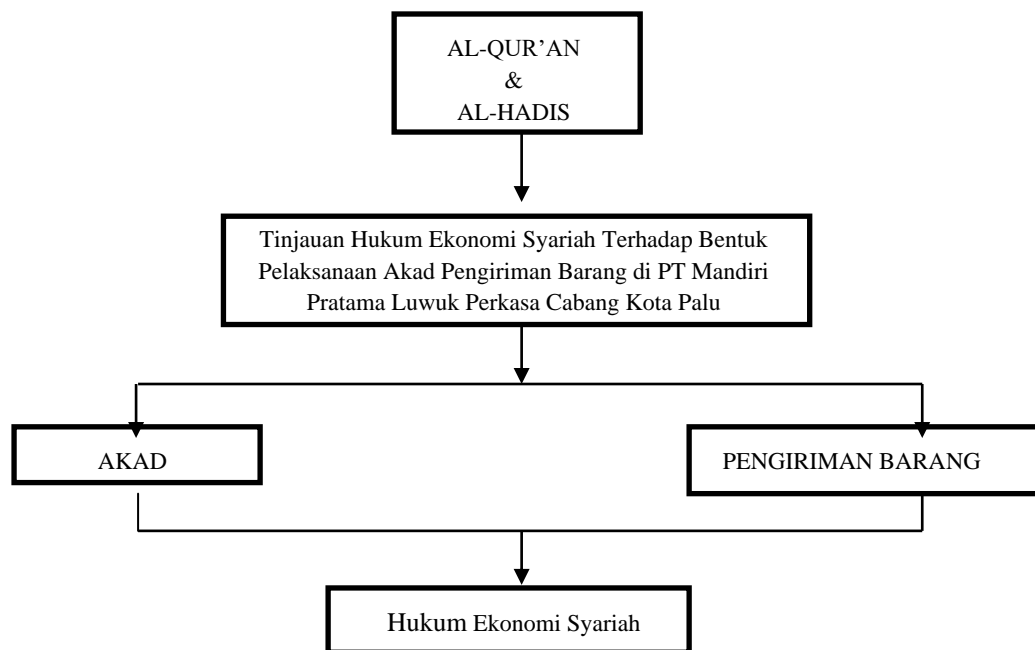 AL-QUR’AN
&
AL-HADIS
Tinjauan Hukum Ekonomi Syariah Terhadap Bentuk
Pelaksanaan Akad Pengiriman Barang di PT Mandiri
Pratama Luwuk Perkasa Cabang Kota Palu
AKAD
PENGIRIMAN BARANG
Hukum Ekonomi Syariah